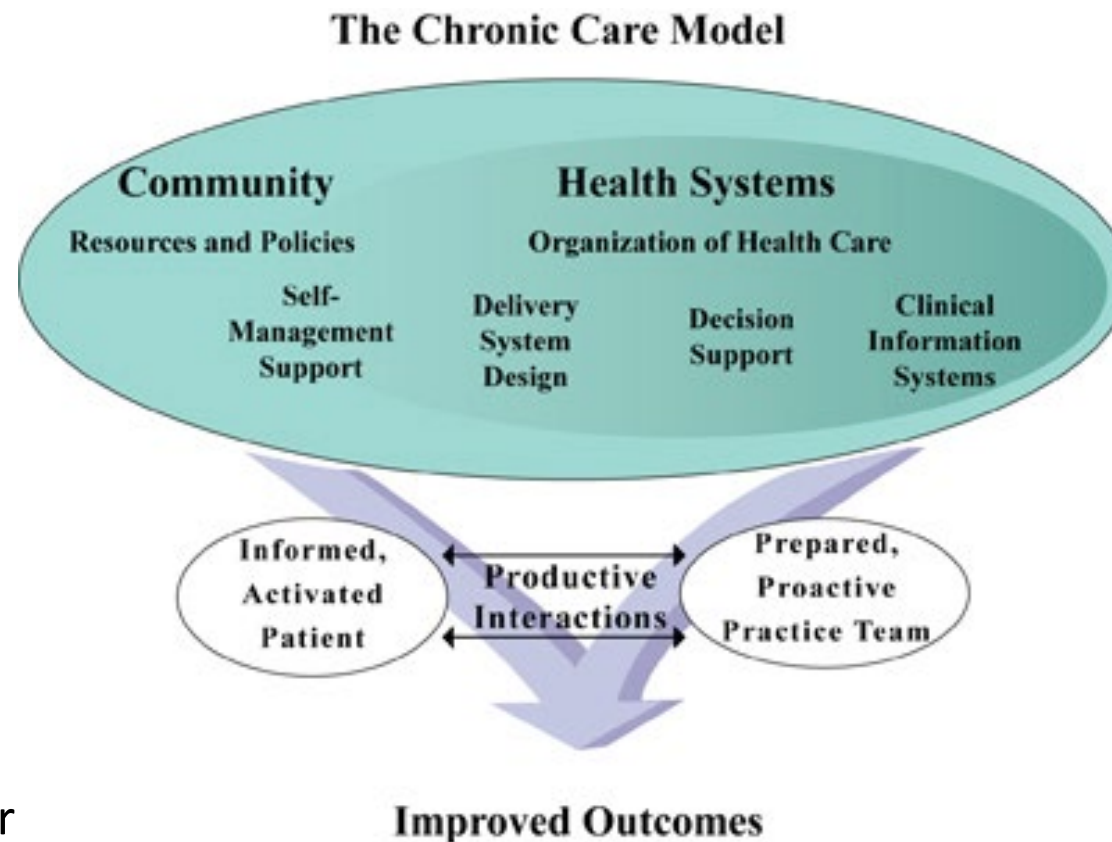 The Chronic Care Model
Community
Resources and Policies
Health Systems
Organization of Health Care
Self-
Management
Support
Delivery
System
Design
Decision
Support
Clinical
Information
Systems
Informed,
Activated
Patient
Productive
Interactions
Prepared,
Proactive
Practice Team
r
Improved Outcomes